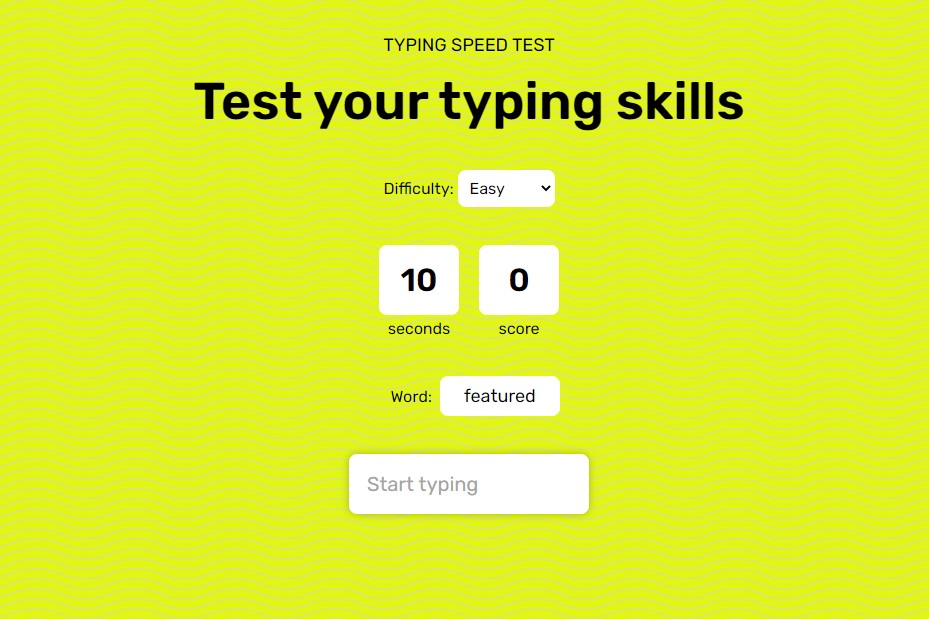 TYPING SPEED TEST
Test your typing skills
Difficulty: Easy
10 0
seconds score
Word: featured
Start typing